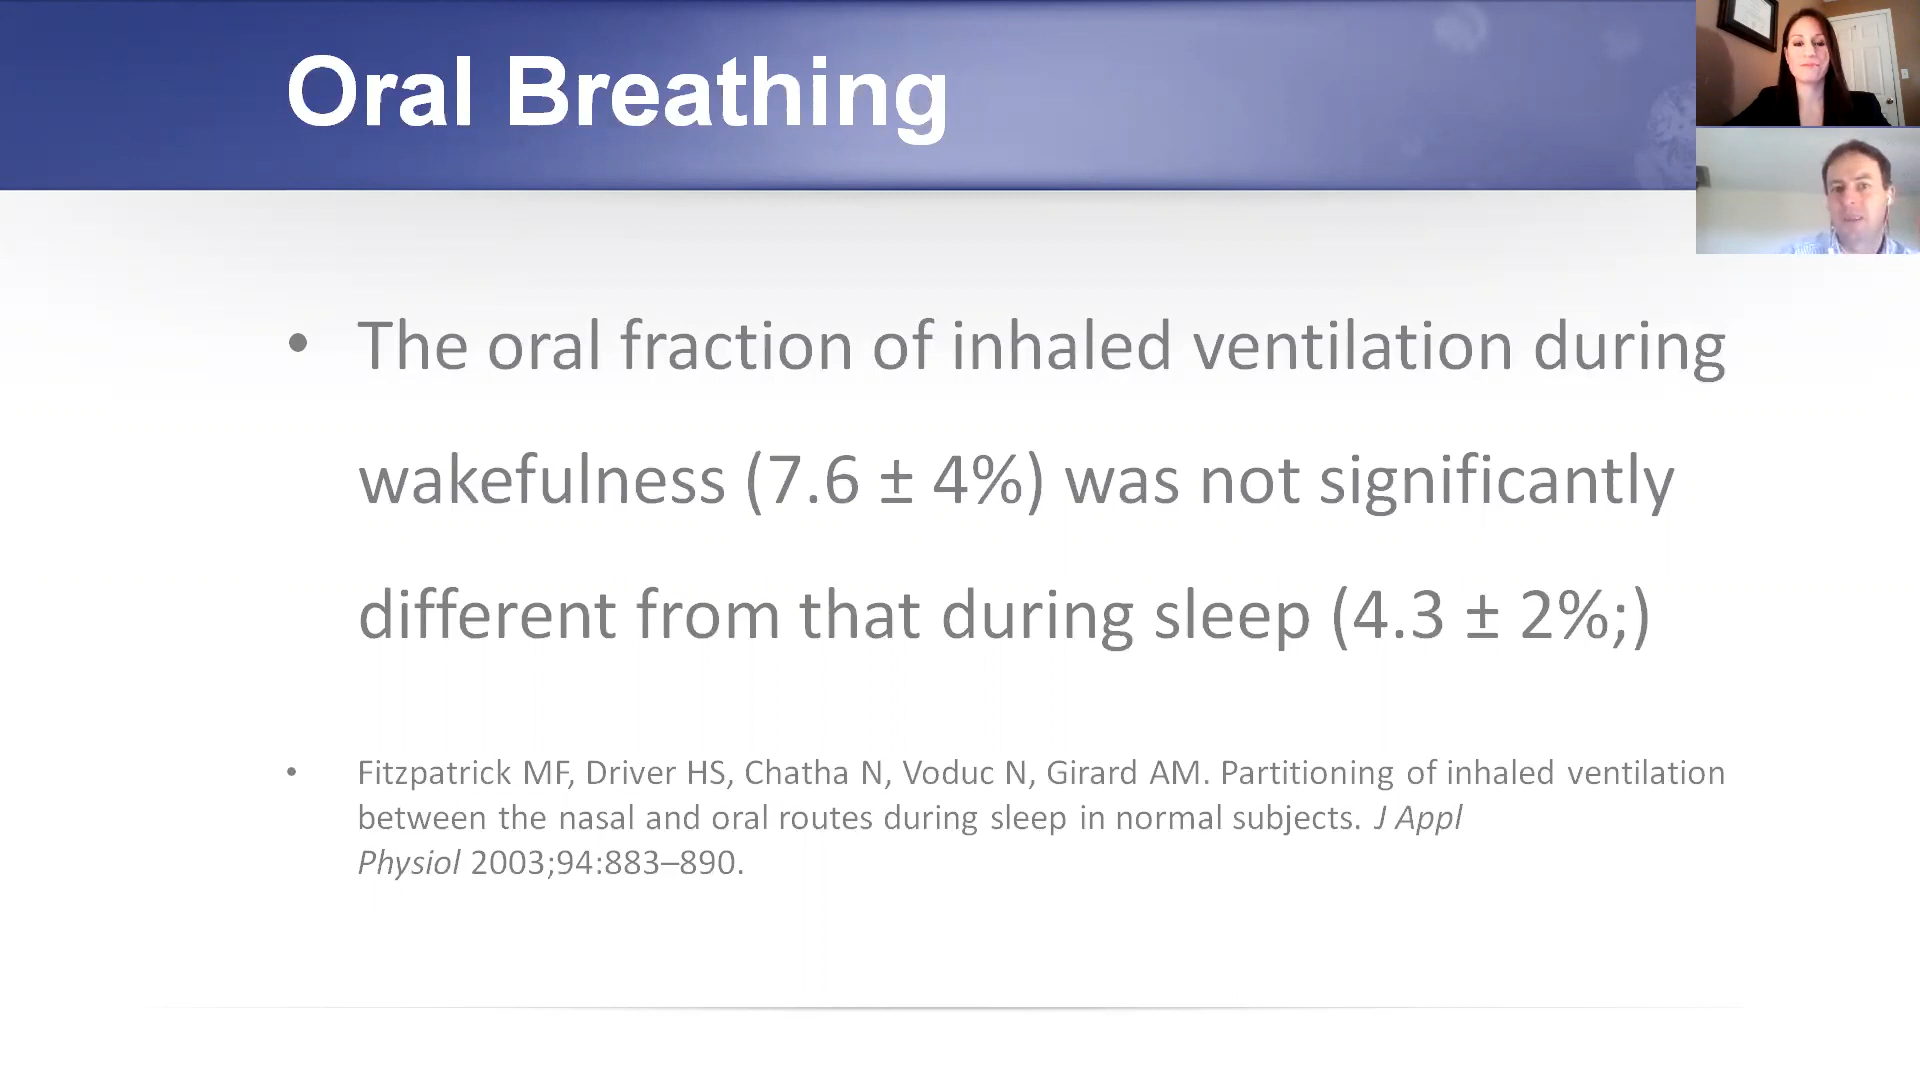 Oral Breathing
• The oral fraction of inhaled ventilation during
wakefulness (7.6 ± 4%) was not significantly
different from that during sleep (4.3 ± 2%;)
• Fitzpatrick MF, Driver HS, Chatha N, Voduc N, Girard AM. Partitioning of inhaled ventilation
between the nasal and oral routes during sleep in normal subjects. J Appl
Physiol 2003;94:883–890.